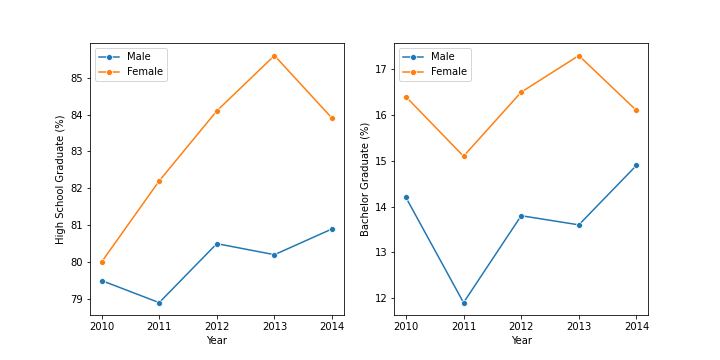 Male
Female
85
84
83
82
81
80
79
High School Graduate (%)
2010 2011 2012 2013 2014
Year
Male
Female
17
16
15
14
13
12
Bachelor Graduate (%)
2010 2011 2012 2013 2014
Year